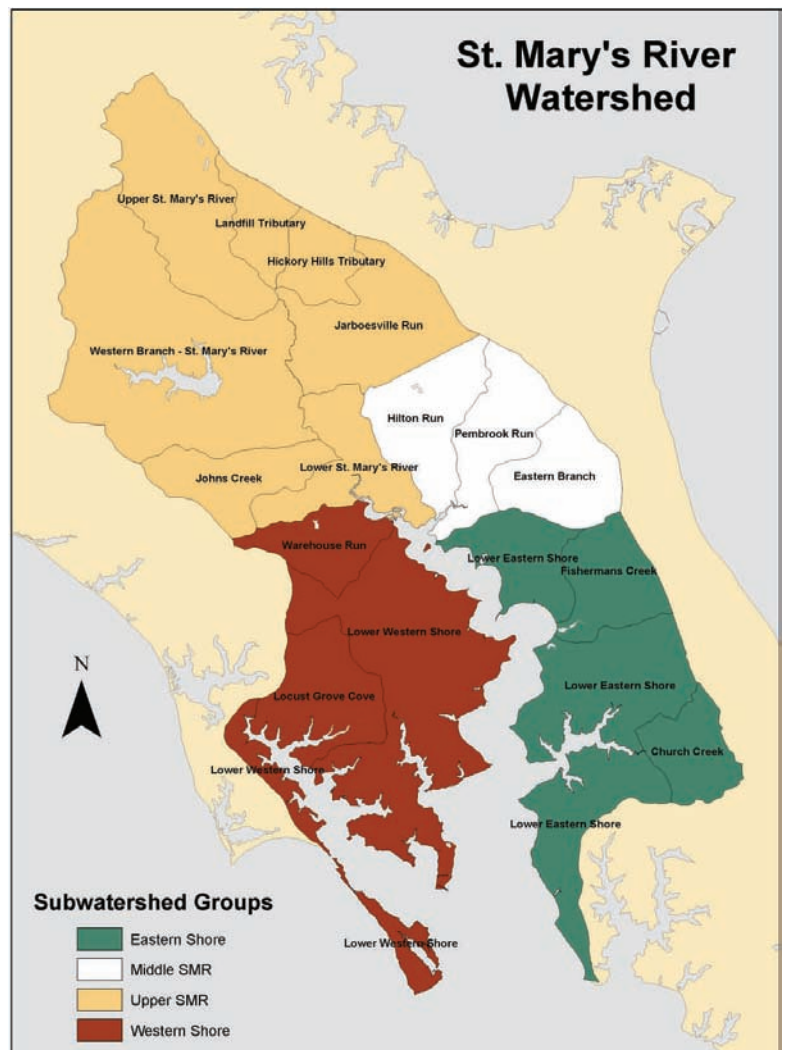 St. Mary's River
Watershed
Upper St. Mary's River
Landfill Tributary
Hickory Hills Tributary
Jarboesville Run
Western Branch - St. Mary's River
Hilton Run
Pembrook Run
Eastern Branch
Johns Creek
Lower St. Mary's River
Warehouse Run
Lower Eastern Shore
Fishermans Creek
Lower Western Shore
N
Lower Eastern Shore
Locust Grove Cove
Church Creek
Lower Western Shore
Lower Eastern Shore
Lower Western Shore
Subwatershed Groups
Eastern Shore
Middle SMR
Upper SMR
Western Shore